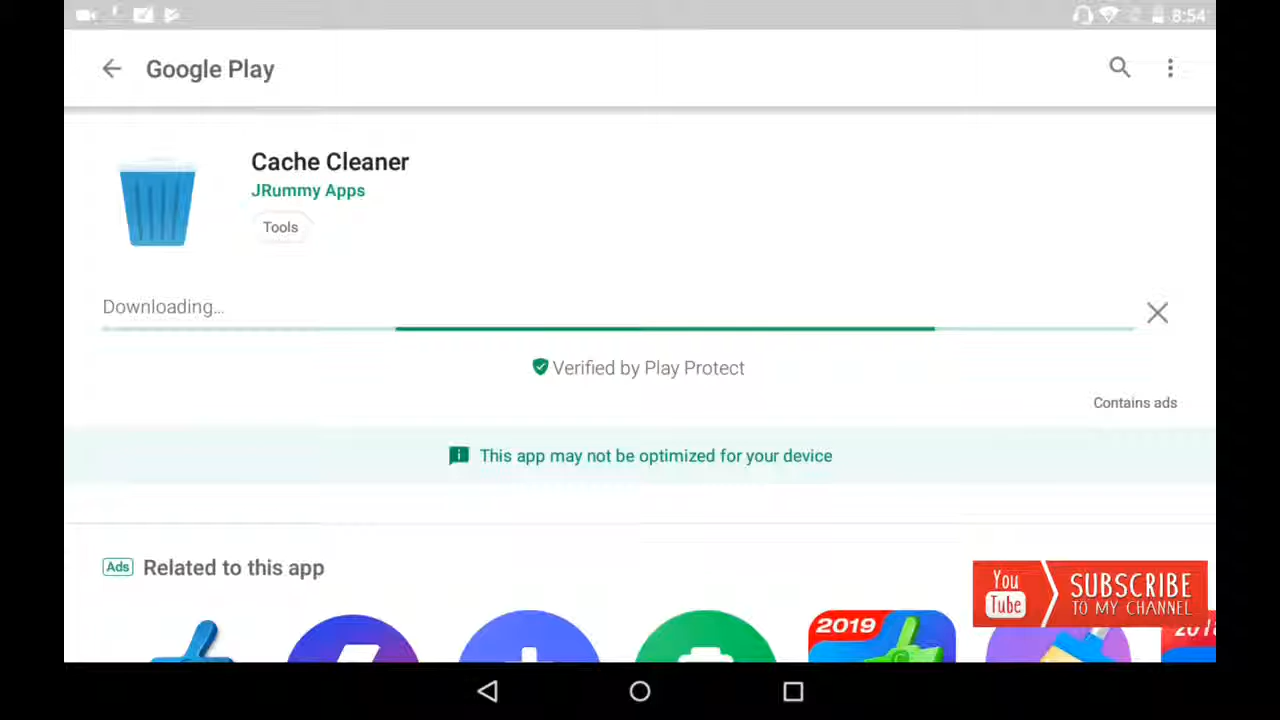 8:54
Google Play
Cache Cleaner
JRummy Apps
Tools
Downloading...
Verified by Play Protect
Contains ads
This app may not be optimized for your device
Ads Related to this app
You
Tube
SUBSCRIBE
TO MY CHANNEL
2019